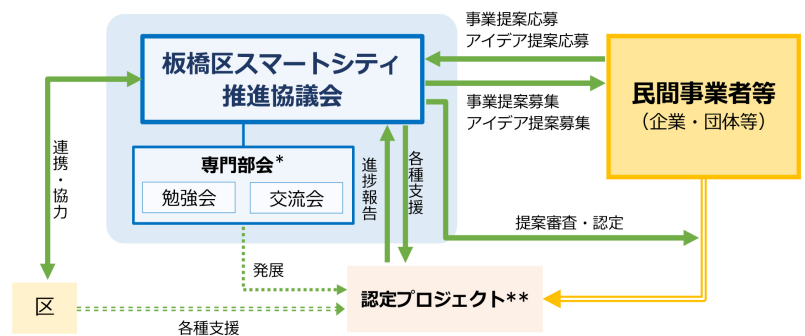 事業提案応募
アイデア提案応募
板橋区スマートシティ
推進協議会
民間事業者等
（企業・団体等）
事業提案募集
アイデア提案募集
連携・協力
専門部会*
勉強会
交流会
進捗報告
各種支援
提案審査・認定
発展
区
認定プロジェクト**
各種支援